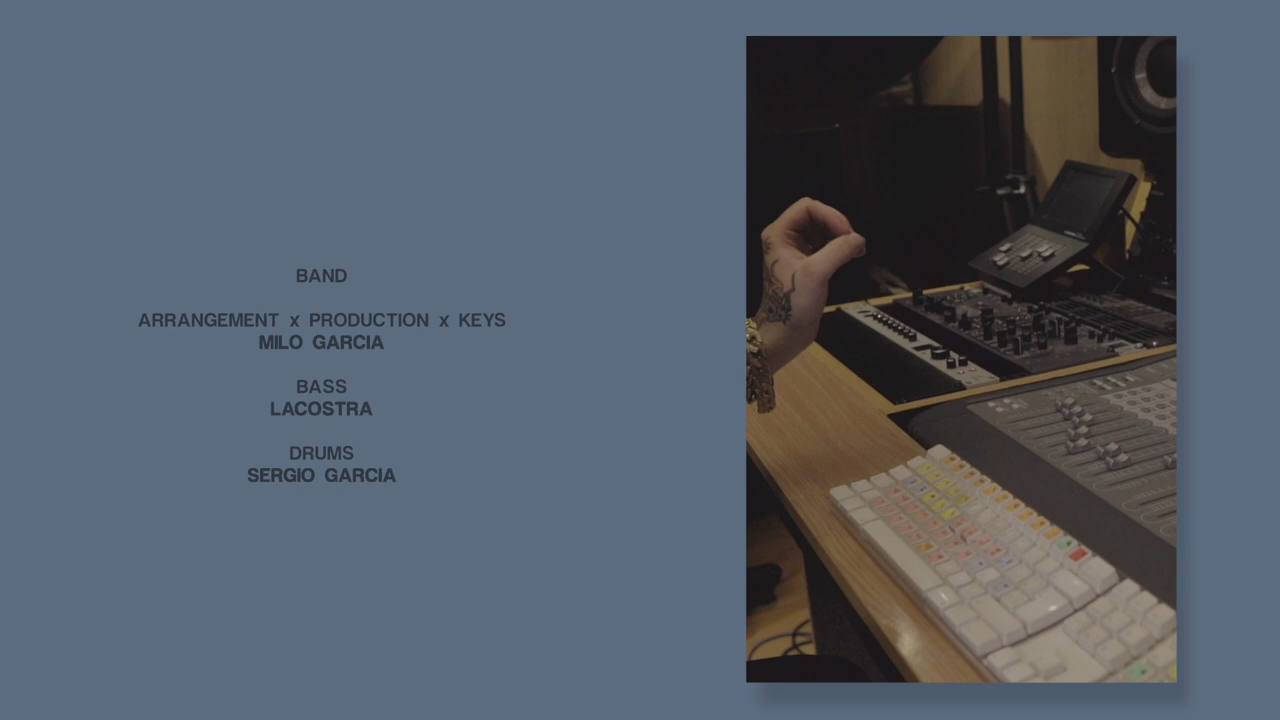 BAND
ARRANGEMENT x PRODUCTION x KEYS
MILO GARCIA
BASS
LACOSTRA
DRUMS
SERGIO GARCIA